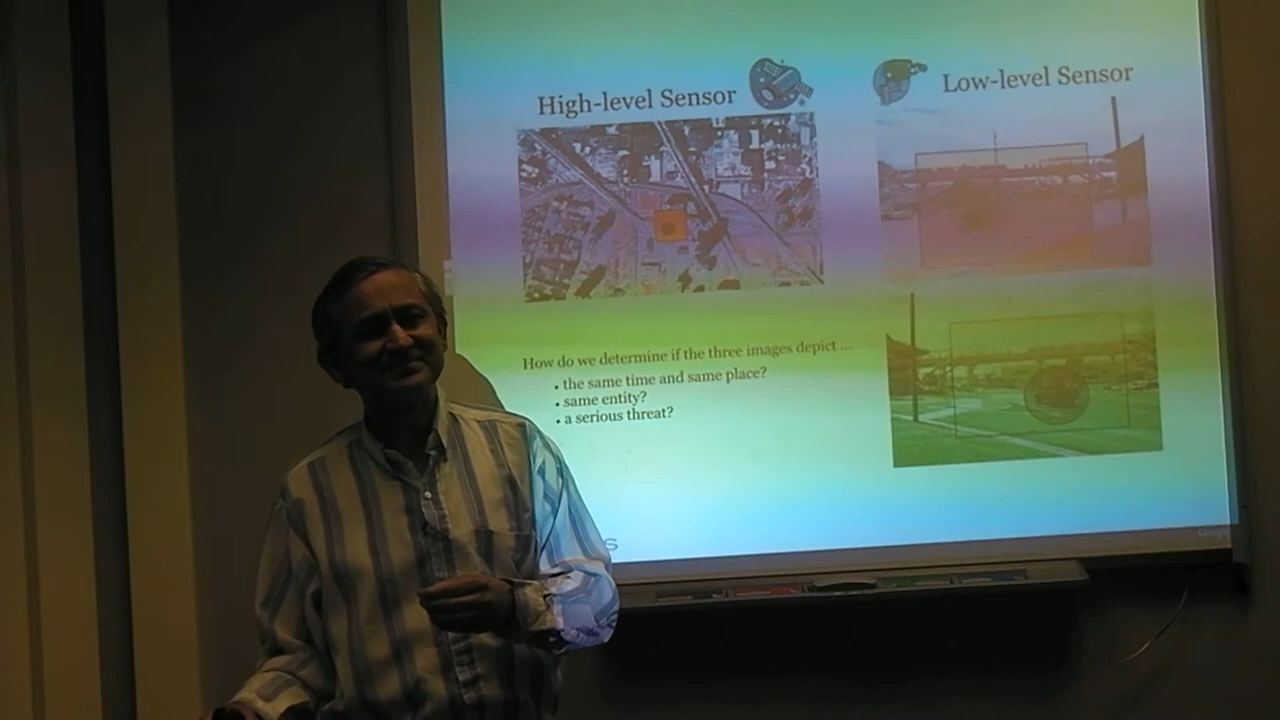 High-level Sensor
Low-level Sensor
How do we determine if the three images depict ...
• the same time and same place?
• same entity?
• a serious threat?
s